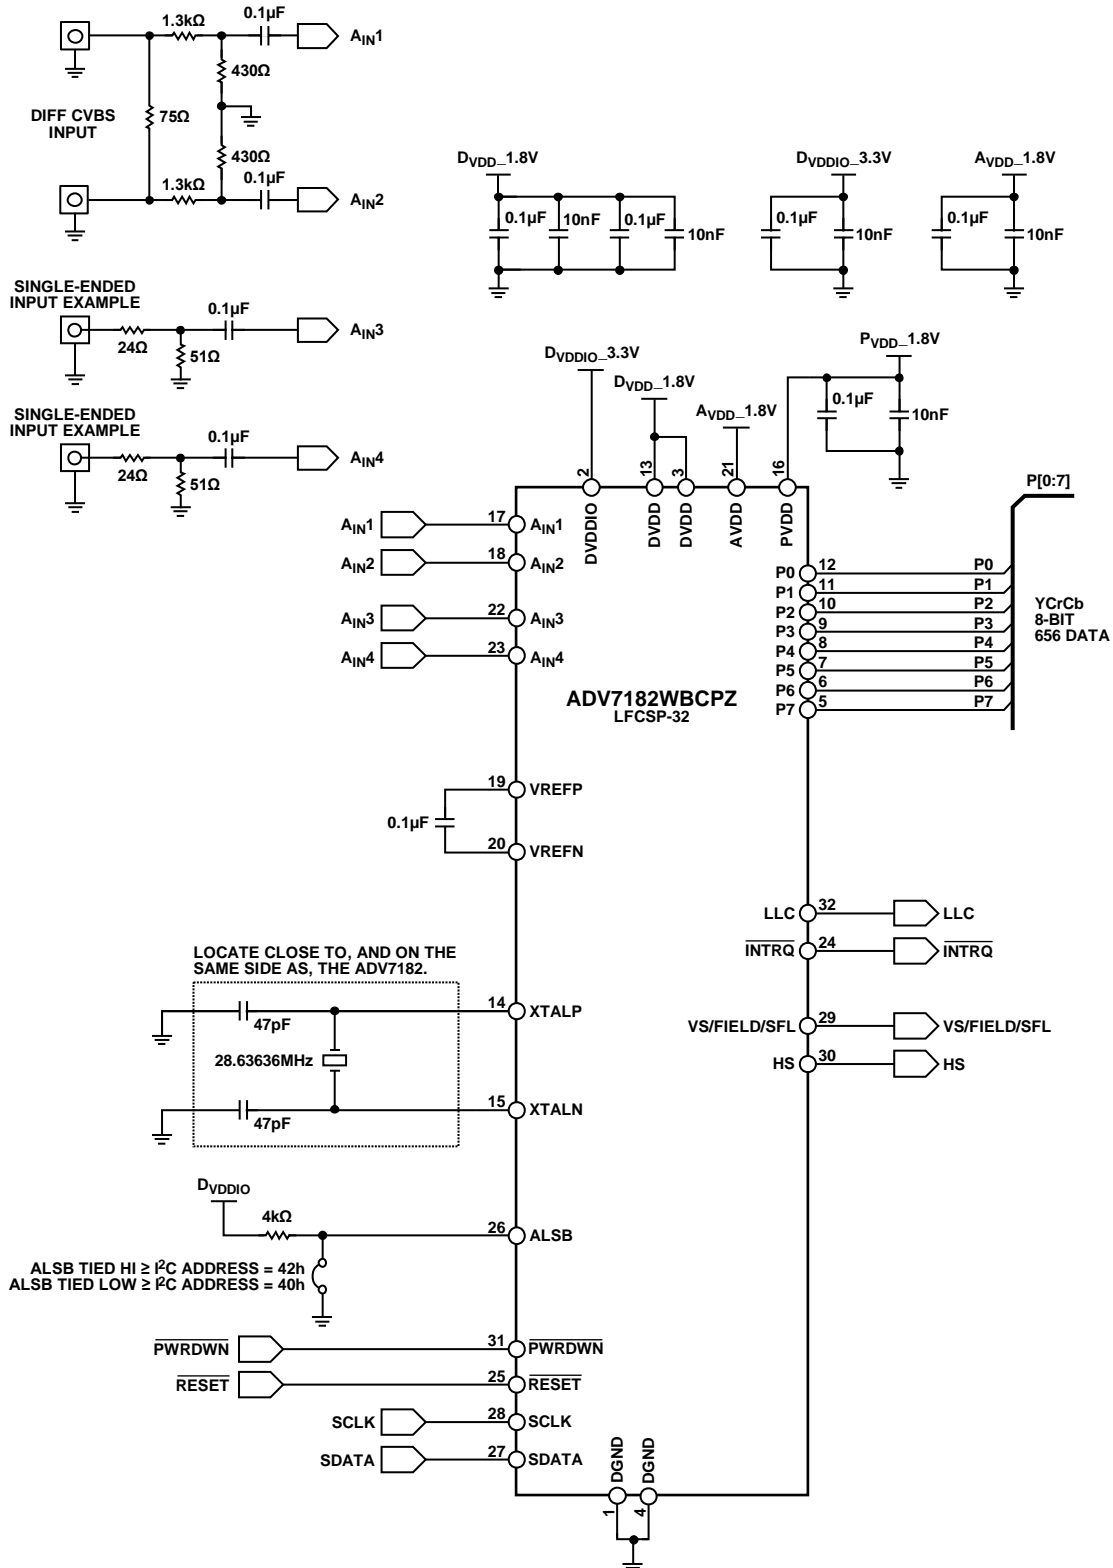 1.3kΩ
0.1µF
AIN1
430Ω
DIFF CVBS
INPUT
75Ω
430Ω
1.3kΩ
0.1µF
AIN2
DVDD_1.8V
0.1µF
10nF
0.1µF
10nF
DVDDIO_3.3V
0.1µF
10nF
AVDD_1.8V
0.1µF
10nF
SINGLE-ENDED
INPUT EXAMPLE
0.1µF
AIN3
24Ω
51Ω
SINGLE-ENDED
INPUT EXAMPLE
0.1µF
AIN4
24Ω
51Ω
DVDDIO_3.3V
DVDD_1.8V
AVDD_1.8V
PVDD_1.8V
0.1µF
10nF
2
13
3
21
16
DVDDIO
DVDD
DVDD
AVDD
PVDD
AIN1 17 AIN1
AIN2 18 AIN2
AIN3 22 AIN3
AIN4 23 AIN4
P[0:7]
P0 12 P0
P1 11 P1
P2 10 P2
P3 9 P3
P4 8 P4
P5 7 P5
P6 6 P6
P7 5 P7
YCrCb
8-BIT
656 DATA
ADV7182WBCPZ
LFCSP-32
19 VREFP
0.1µF
20 VREFN
LLC 32 LLC
INTRQ 24 INTRQ
VS/FIELD/SFL 29 VS/FIELD/SFL
HS 30 HS
LOCATE CLOSE TO, AND ON THE
SAME SIDE AS, THE ADV7182.
14 XTALP
47pF
28.63636MHz
15 XTALN
47pF
DVDDIO
4kΩ
26 ALSB
ALSB TIED HI ≥ I2C ADDRESS = 42h
ALSB TIED LOW ≥ I2C ADDRESS = 40h
PWRDWN 31 PWRDWN
RESET 25 RESET
SCLK 28 SCLK
SDATA 27 SDATA
DGND
DGND
1
4